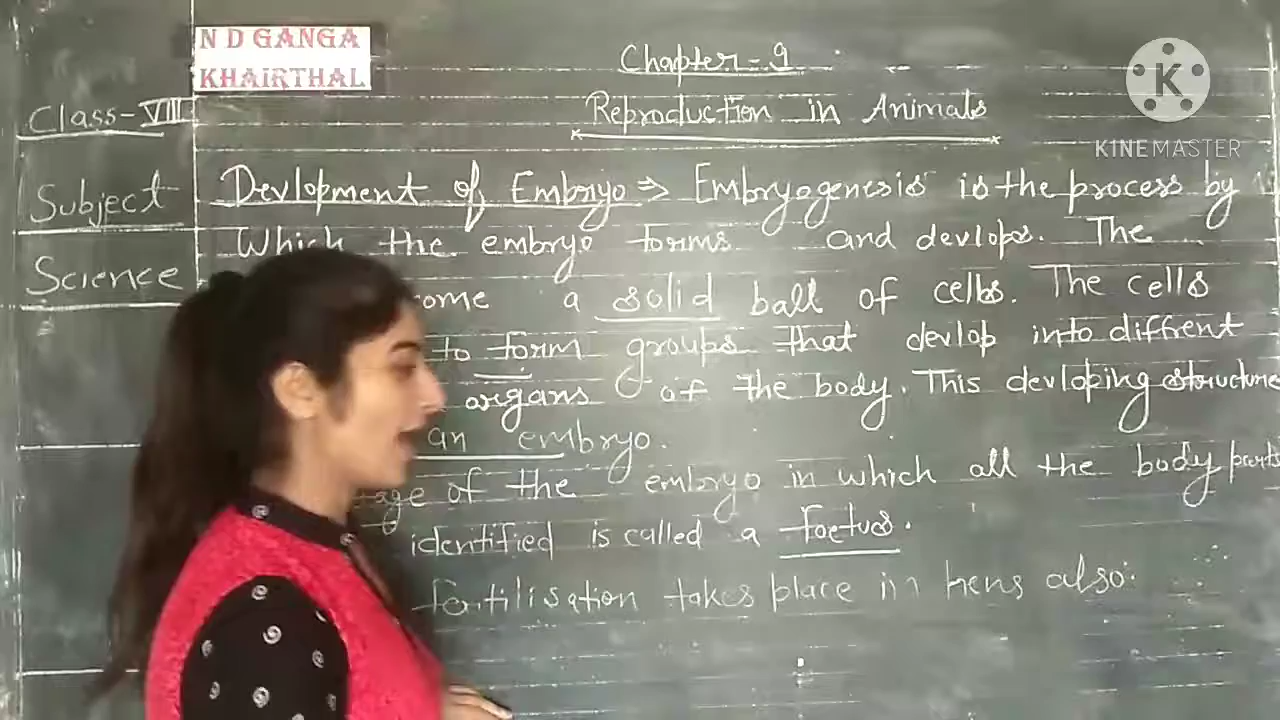 N D GANGA
KHAIRTHAL
KINEMASTER
Class-VIII
Subject
Science
Chapter-9
Reproduction in Animals
Devlopment of Embryo ⇒ Embryogenesis is the process by
Which the embryo forms and devlops. The
a solid ball of cells. The cells
to form groups that devlop into diffrent
organs of the body. This devloping structure
an embryo.
of the embryo in which all the body parts
identified is called a foetus.
fertilisation takes place in hens also.